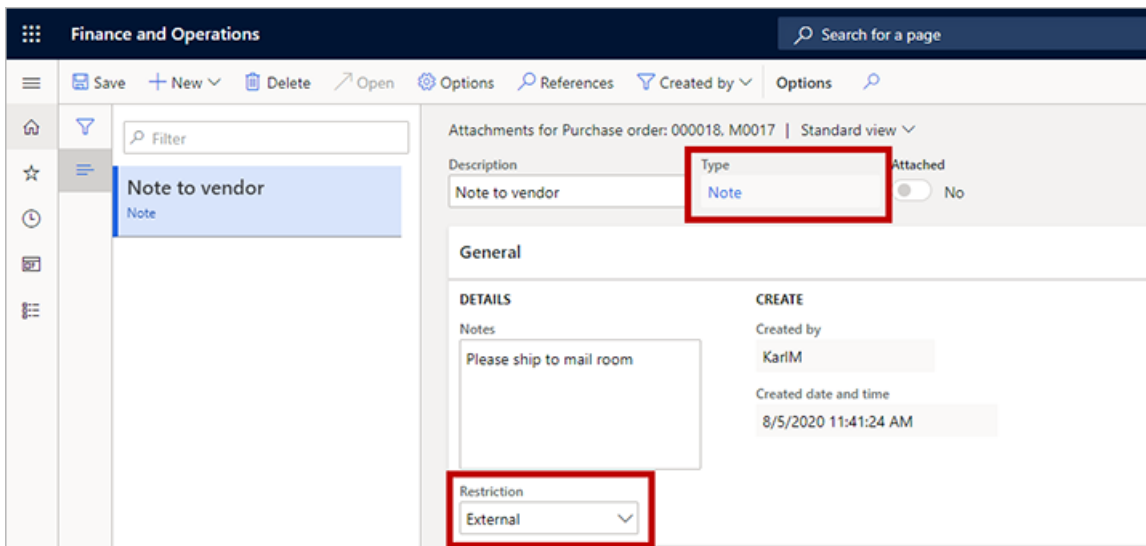 Finance and Operations
Search for a page
Save New Delete Open Options References Created by Options
Filter
Note to vendor
Note
Attachments for Purchase order: 000018, M0017 | Standard view
Description Type Attached
Note to vendor Note No
General
DETAILS CREATE
Notes Created by
Please ship to mail room KarlM
Created date and time
8/5/2020 11:41:24 AM
Restriction
External